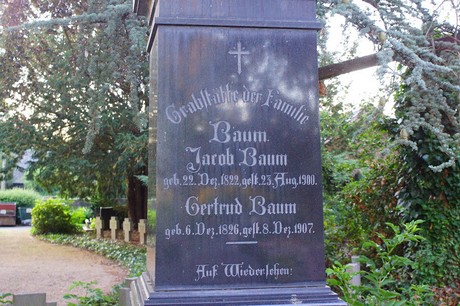 Grabstätte der Familie
Baum.
Jacob Baum
geb. 22. Dez. 1822, gest. 23. Aug. 1900.
Gertrud Baum
geb. 6. Dez. 1826, gest. 8. Dez. 1907.
Auf Wiedersehen!